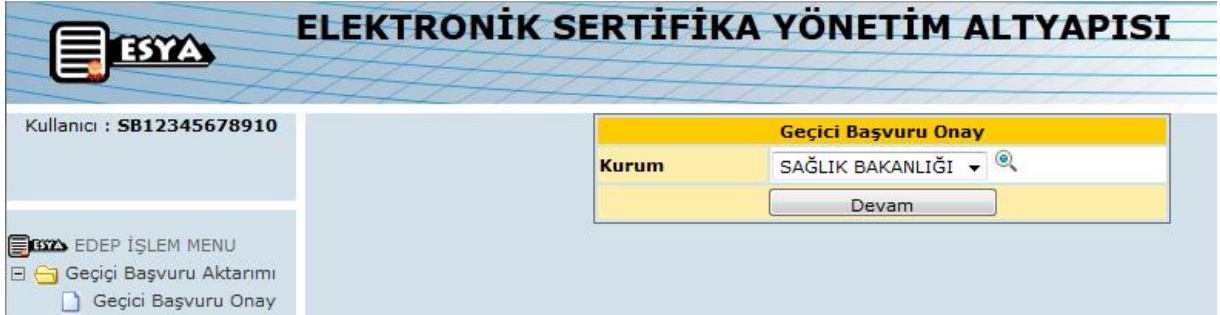 ESYA
ELEKTRONİK SERTİFİKA YÖNETİM ALTYAPISI
Kullanıcı : SB12345678910
Geçici Başvuru Onay
Kurum SAĞLIK BAKANLIĞI
Devam
ESYA EDEP İŞLEM MENU
Geçiçi Başvuru Aktarımı
Geçici Başvuru Onay